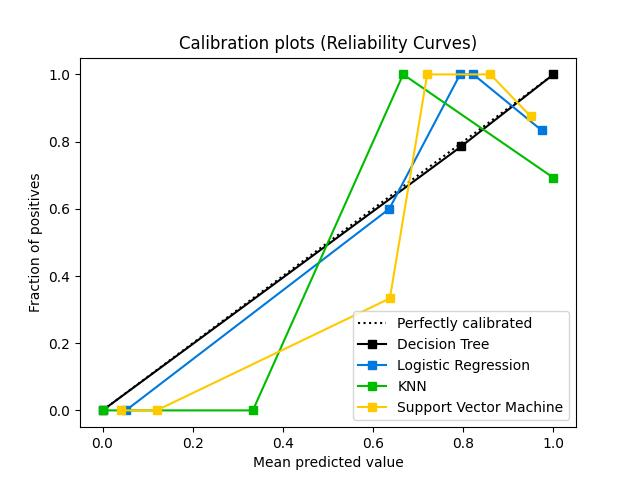 Calibration plots (Reliability Curves)
Fraction of positives
1.0
0.8
0.6
0.4
0.2
0.0
Perfectly calibrated
Decision Tree
Logistic Regression
KNN
Support Vector Machine
0.0 0.2 0.4 0.6 0.8 1.0
Mean predicted value